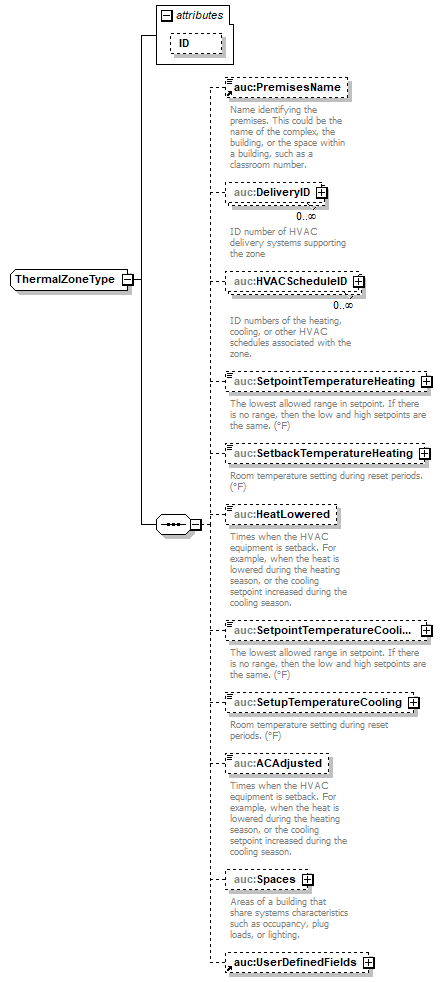 attributes
ID
auc:PremisesName
Name identifying the
premises. This could be the
name of the complex, the
building, or the space within
a building, such as a
classroom number.
auc:DeliveryID
0..∞
ID number of HVAC
delivery systems supporting
the zone
ThermalZoneType
auc:HVACScheduleID
0..∞
ID numbers of the heating,
cooling, or other HVAC
schedules associated with the
zone.
auc:SetpointTemperatureHeating
The lowest allowed range in setpoint. If there
is no range, then the low and high setpoints are
the same. (°F)
auc:SetbackTemperatureHeating
Room temperature setting during reset periods.
(°F)
auc:HeatLowered
Times when the HVAC
equipment is setback. For
example, when the heat is
lowered during the heating
season, or the cooling
setpoint increased during the
cooling season.
auc:SetpointTemperatureCooli...
The lowest allowed range in setpoint. If there
is no range, then the low and high setpoints are
the same. (°F)
auc:SetupTemperatureCooling
Room temperature setting during reset
periods. (°F)
auc:ACAdjusted
Times when the HVAC
equipment is setback. For
example, when the heat is
lowered during the heating
season, or the cooling
setpoint increased during the
cooling season.
auc:Spaces
Areas of a building that
share systems characteristics
such as occupancy, plug
loads, or lighting.
auc:UserDefinedFields